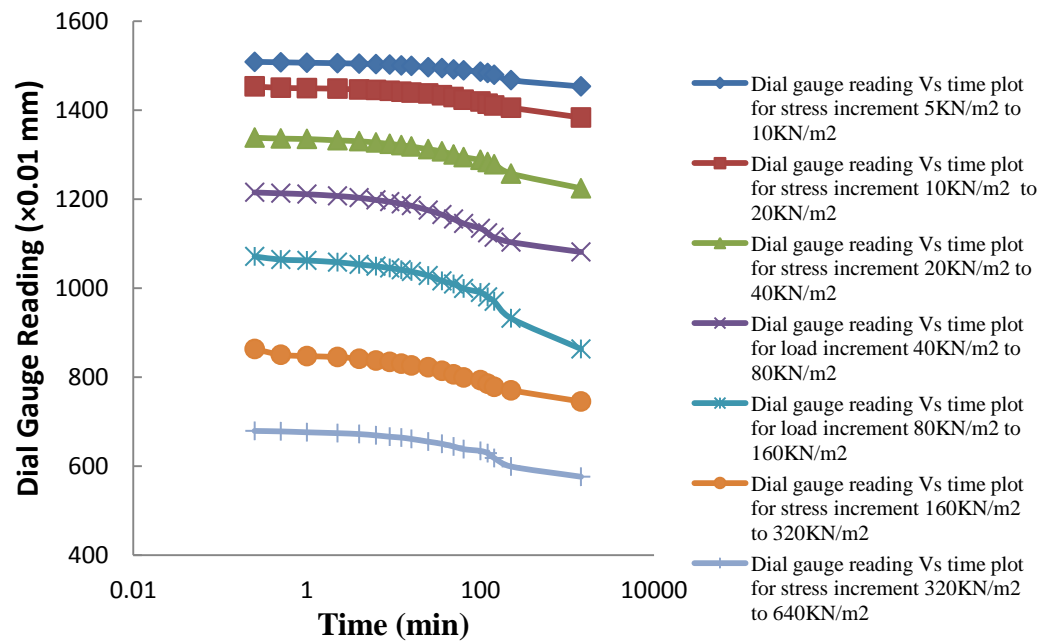 Dial Gauge Reading (×0.01 mm)
1600
1400
1200
1000
800
600
400
0.01
1
100
10000
Time (min)
Dial gauge reading Vs time plot
for stress increment 5KN/m2 to
10KN/m2
Dial gauge reading Vs time plot
for stress increment 10KN/m2  to
20KN/m2
Dial gauge reading Vs time plot
for stress increment 20KN/m2 to
40KN/m2
Dial gauge reading Vs time plot
for load increment 40KN/m2 to
80KN/m2
Dial gauge reading Vs time plot
for load increment 80KN/m2 to
160KN/m2
Dial gauge reading Vs time plot
for stress increment 160KN/m2
to 320KN/m2
Dial gauge reading Vs time plot
for stress increment 320KN/m2
to 640KN/m2